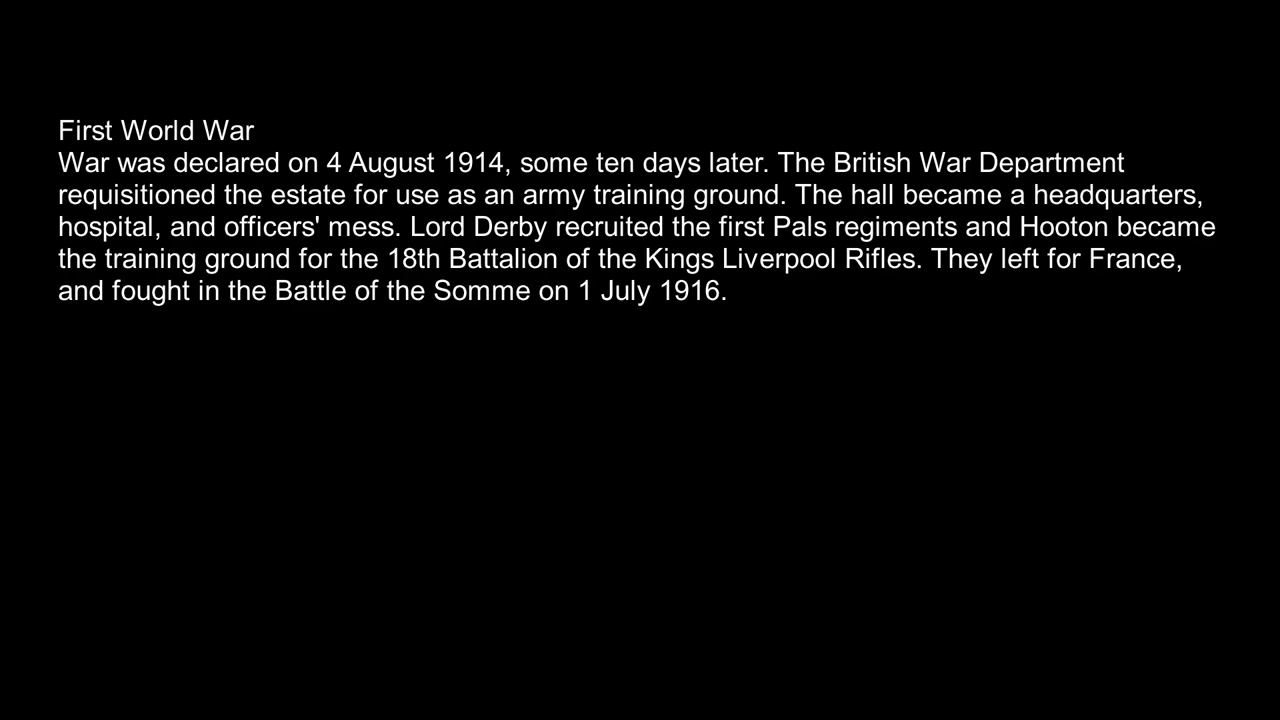 First World War
War was declared on 4 August 1914, some ten days later. The British War Department
requisitioned the estate for use as an army training ground. The hall became a headquarters,
hospital, and officers' mess. Lord Derby recruited the first Pals regiments and Hooton became
the training ground for the 18th Battalion of the Kings Liverpool Rifles. They left for France,
and fought in the Battle of the Somme on 1 July 1916.